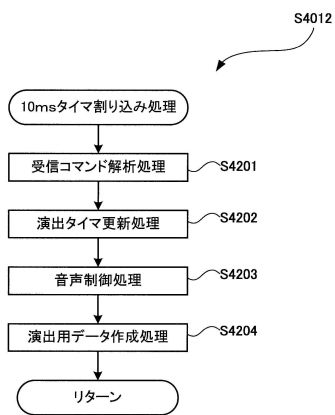 S4012
10msタイマ割り込み処理
受信コマンド解析処理
S4201
演出タイマ更新処理
S4202
音声制御処理
S4203
演出用データ作成処理
S4204
リターン